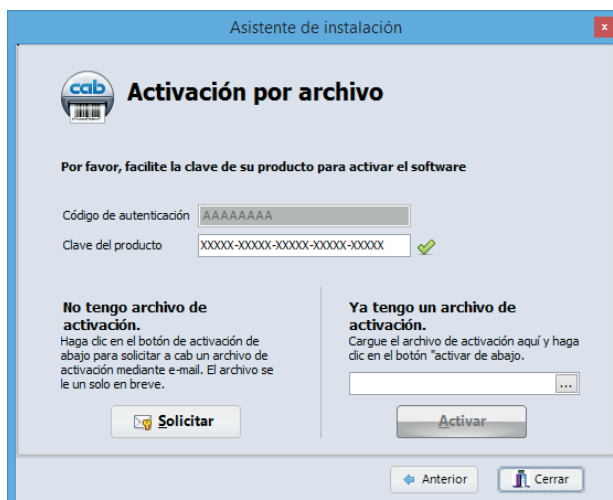 Asistente de instalación
x
cab
Activación por archivo
Por favor, facilite la clave de su producto para activar el software
Código de autenticación AAAAAAAA
Clave del producto XXXXX-XXXXX-XXXXX-XXXXX-XXXXX
No tengo archivo de
activación.
Haga clic en el botón de activación de
abajo para solicitar a cab un archivo de
activación mediante e-mail. El archivo se
le un solo en breve.
Solicitar
Ya tengo un archivo de
activación.
Cargue el archivo de activación aquí y haga
clic en el botón "activar de abajo.
...
Activar
Anterior
Cerrar